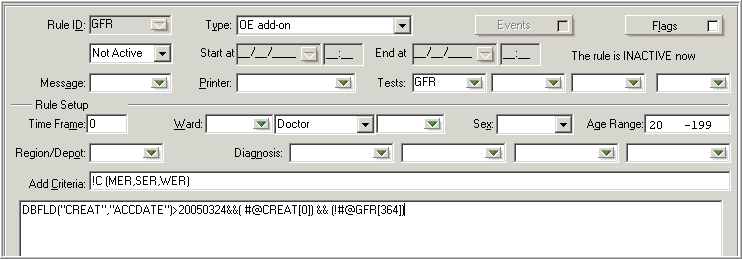 Rule ID: GFR Type: OE add-on Events Flags
Not Active Start at __/__/____ __:__ End at __/__/____ __:__ The rule is INACTIVE now
Message: Printer: Tests: GFR
Rule Setup
Time Frame: 0 Ward: Doctor Sex: Age Range: 20 -199
Region/Depot: Diagnosis:
Add Criteria: !C (MER,SER,WER)
DBFLD("CREAT","ACCDATE")>20050324&&( #@CREAT[0]) && (!#@GFR[364])